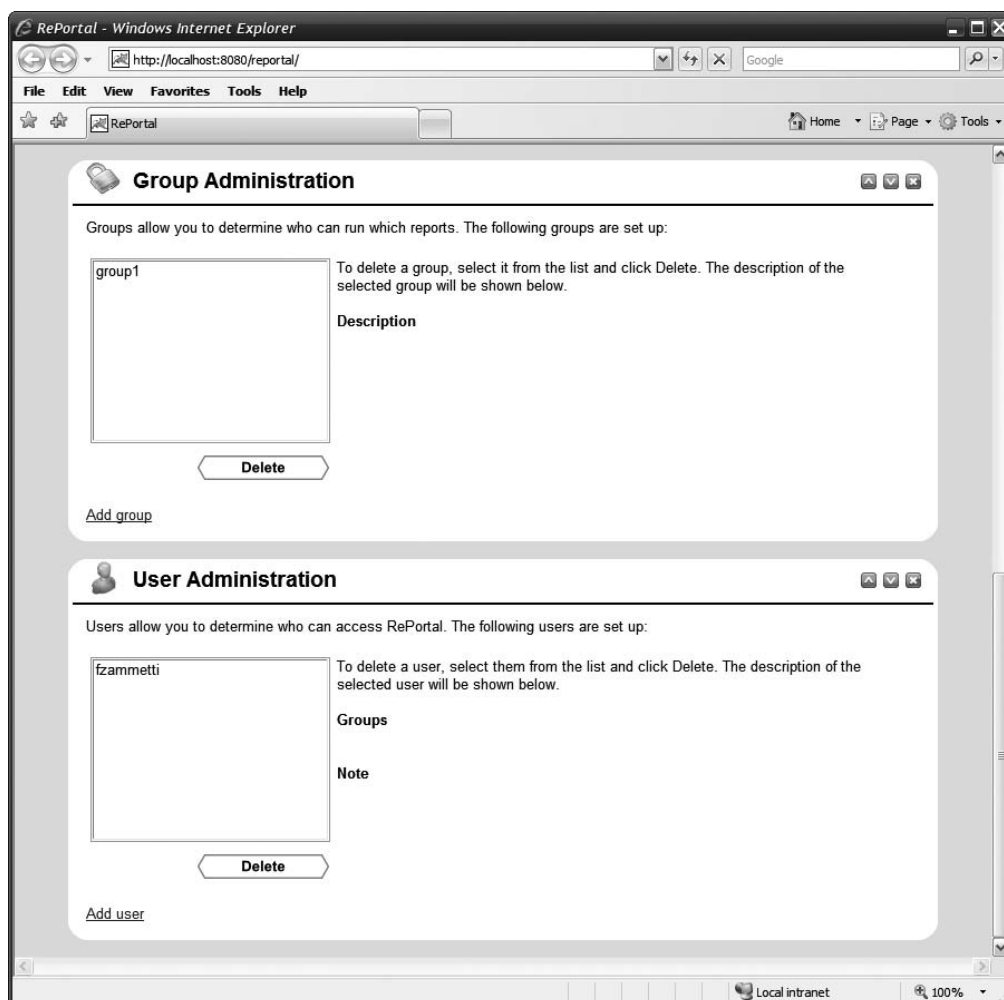 RePortal - Windows Internet Explorer
http://localhost:8080/reportal/
Google
File Edit View Favorites Tools Help
RePortal
Home Page Tools
Group Administration
Groups allow you to determine who can run which reports. The following groups are set up:
group1
To delete a group, select it from the list and click Delete. The description of the
selected group will be shown below.
Description
Delete
Add group
User Administration
Users allow you to determine who can access RePortal. The following users are set up:
fzammetti
To delete a user, select them from the list and click Delete. The description of the
selected user will be shown below.
Groups
Note
Delete
Add user
Local intranet
100%